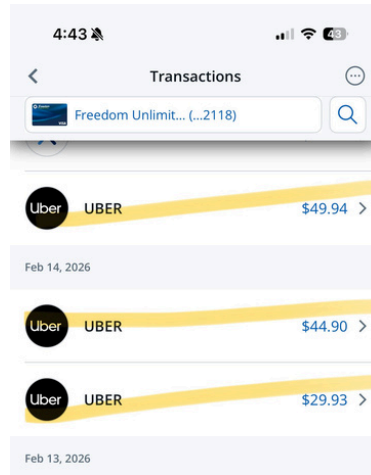 4:43
43
Transactions
Freedom Unlimit... (...2118)
Uber UBER $49.94
Feb 14, 2026
Uber UBER $44.90
Uber UBER $29.93
Feb 13, 2026